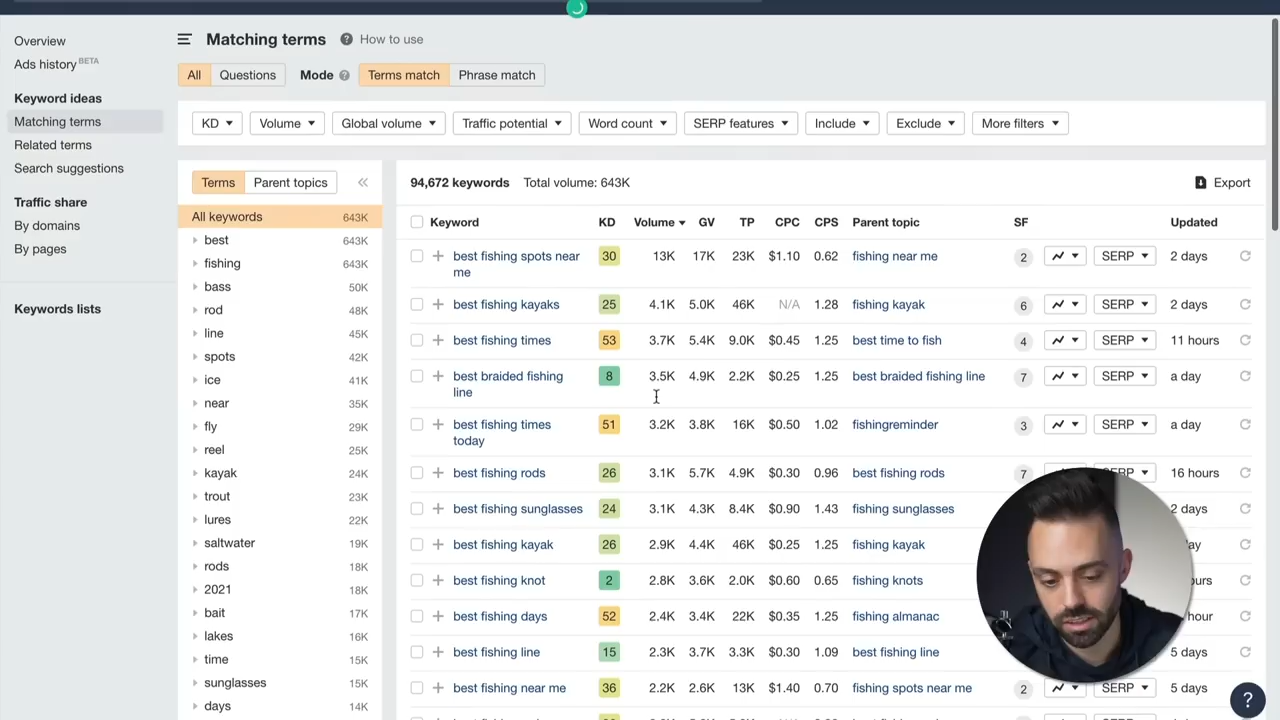 Overview
Ads history BETA
Keyword ideas
Matching terms
Related terms
Search suggestions
Traffic share
By domains
By pages
Keywords lists
Matching terms ? How to use
All Questions Mode ? Terms match Phrase match
KD Volume Global volume Traffic potential Word count SERP features Include Exclude More filters
Terms Parent topics «
All keywords 643K
best 643K
fishing 643K
bass 50K
rod 48K
line 45K
spots 42K
ice 41K
near 35K
fly 29K
reel 25K
kayak 24K
trout 23K
lures 22K
saltwater 19K
rods 18K
2021 18K
bait 17K
lakes 16K
time 15K
sunglasses 15K
days 14K
94,672 keywords Total volume: 643K Export
Keyword KD Volume GV TP CPC CPS Parent topic SF Updated
best fishing spots near me 30 13K 17K 23K $1.10 0.62 fishing near me 2 SERP 2 days
best fishing kayaks 25 4.1K 5.0K 46K N/A 1.28 fishing kayak 6 SERP 2 days
best fishing times 53 3.7K 5.4K 9.0K $0.45 1.25 best time to fish 4 SERP 11 hours
best braided fishing line 8 3.5K 4.9K 2.2K $0.25 1.25 best braided fishing line 7 SERP a day
best fishing times today 51 3.2K 3.8K 16K $0.50 1.02 fishingreminder 3 SERP a day
best fishing rods 26 3.1K 5.7K 4.9K $0.30 0.96 best fishing rods 7 SERP 16 hours
best fishing sunglasses 24 3.1K 4.3K 8.4K $0.90 1.43 fishing sunglasses 2 days
best fishing kayak 26 2.9K 4.4K 46K $0.25 1.25 fishing kayak
best fishing knot 2 2.8K 3.6K 2.0K $0.60 0.65 fishing knots
best fishing days 52 2.4K 3.4K 22K $0.35 1.25 fishing almanac hour
best fishing line 15 2.3K 3.7K 3.3K $0.30 1.09 best fishing line 5 days
best fishing near me 36 2.2K 2.6K 13K $1.40 0.70 fishing spots near me 2 SERP 5 days
?